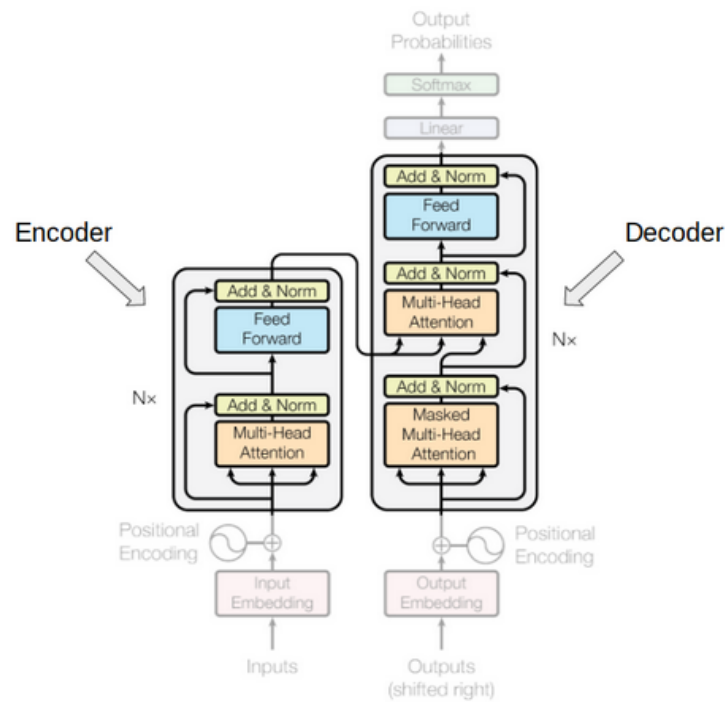 Output
Probabilities
Softmax
Linear
Add & Norm
Feed
Forward
Add & Norm
Multi-Head
Attention
Add & Norm
Masked
Multi-Head
Attention
Nx
Decoder
Encoder
Add & Norm
Feed
Forward
Add & Norm
Multi-Head
Attention
Nx
Positional
Encoding
Input
Embedding
Inputs
Positional
Encoding
Output
Embedding
Outputs
(shifted right)